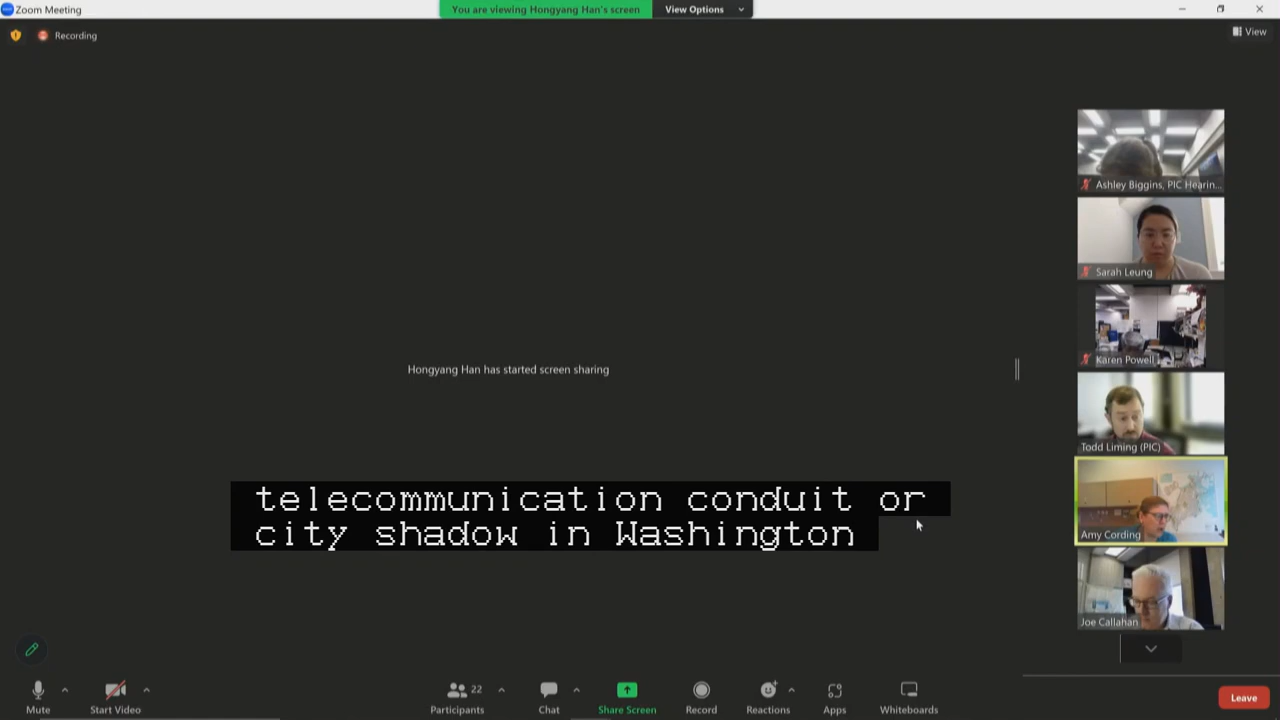 Zoom Meeting
You are viewing Hongyang Han's screen
View Options
Recording
View
Ashley Biggins, PIC Hearin...
Sarah Leung
Karen Powell
Hongyang Han has started screen sharing
Todd Liming (PIC)
telecommunication conduit or
city shadow in Washington
Amy Cording
Joe Callahan
Mute
Start Video
22
Participants
Chat
Share Screen
Record
Reactions
Apps
Whiteboards
Leave